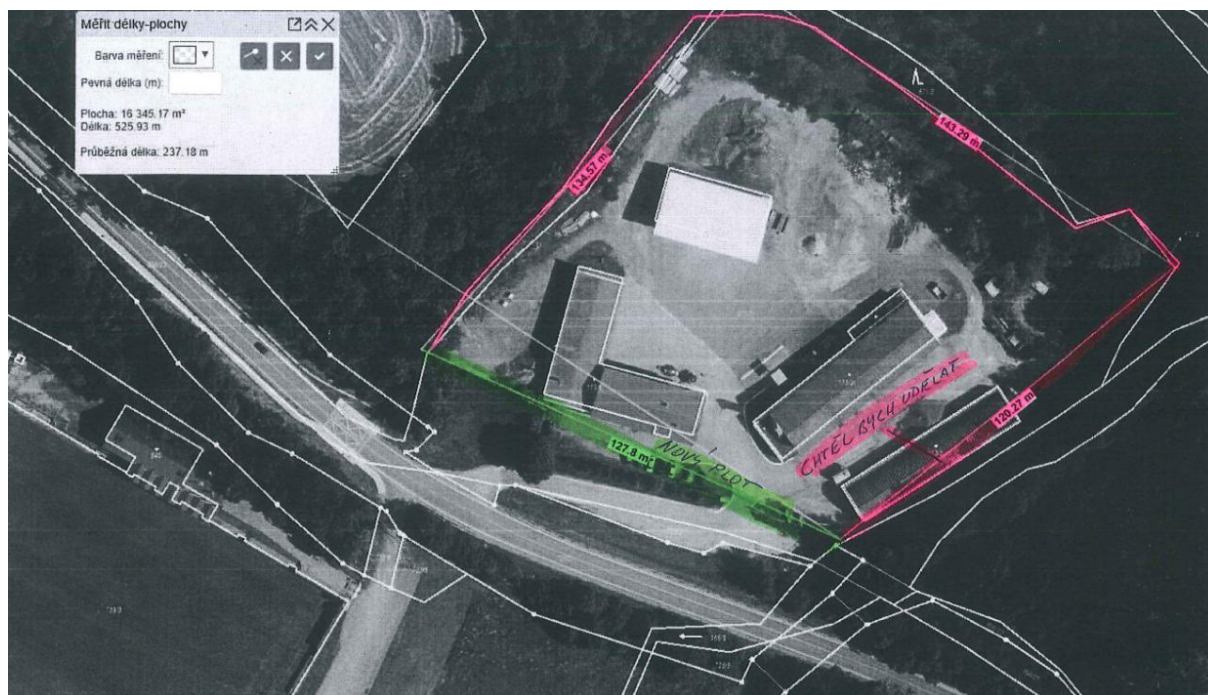 Měřit délky-plochy
Barva měření:
Pevná délka (m):
Plocha: 16 345.17 m²
Délka: 525.93 m
Průběžná délka: 237.18 m
143.29 m
134.57 m
CHTĚL BYCH UDĚLAT
120.27 m
127.8 m
NOVÝ PLOT